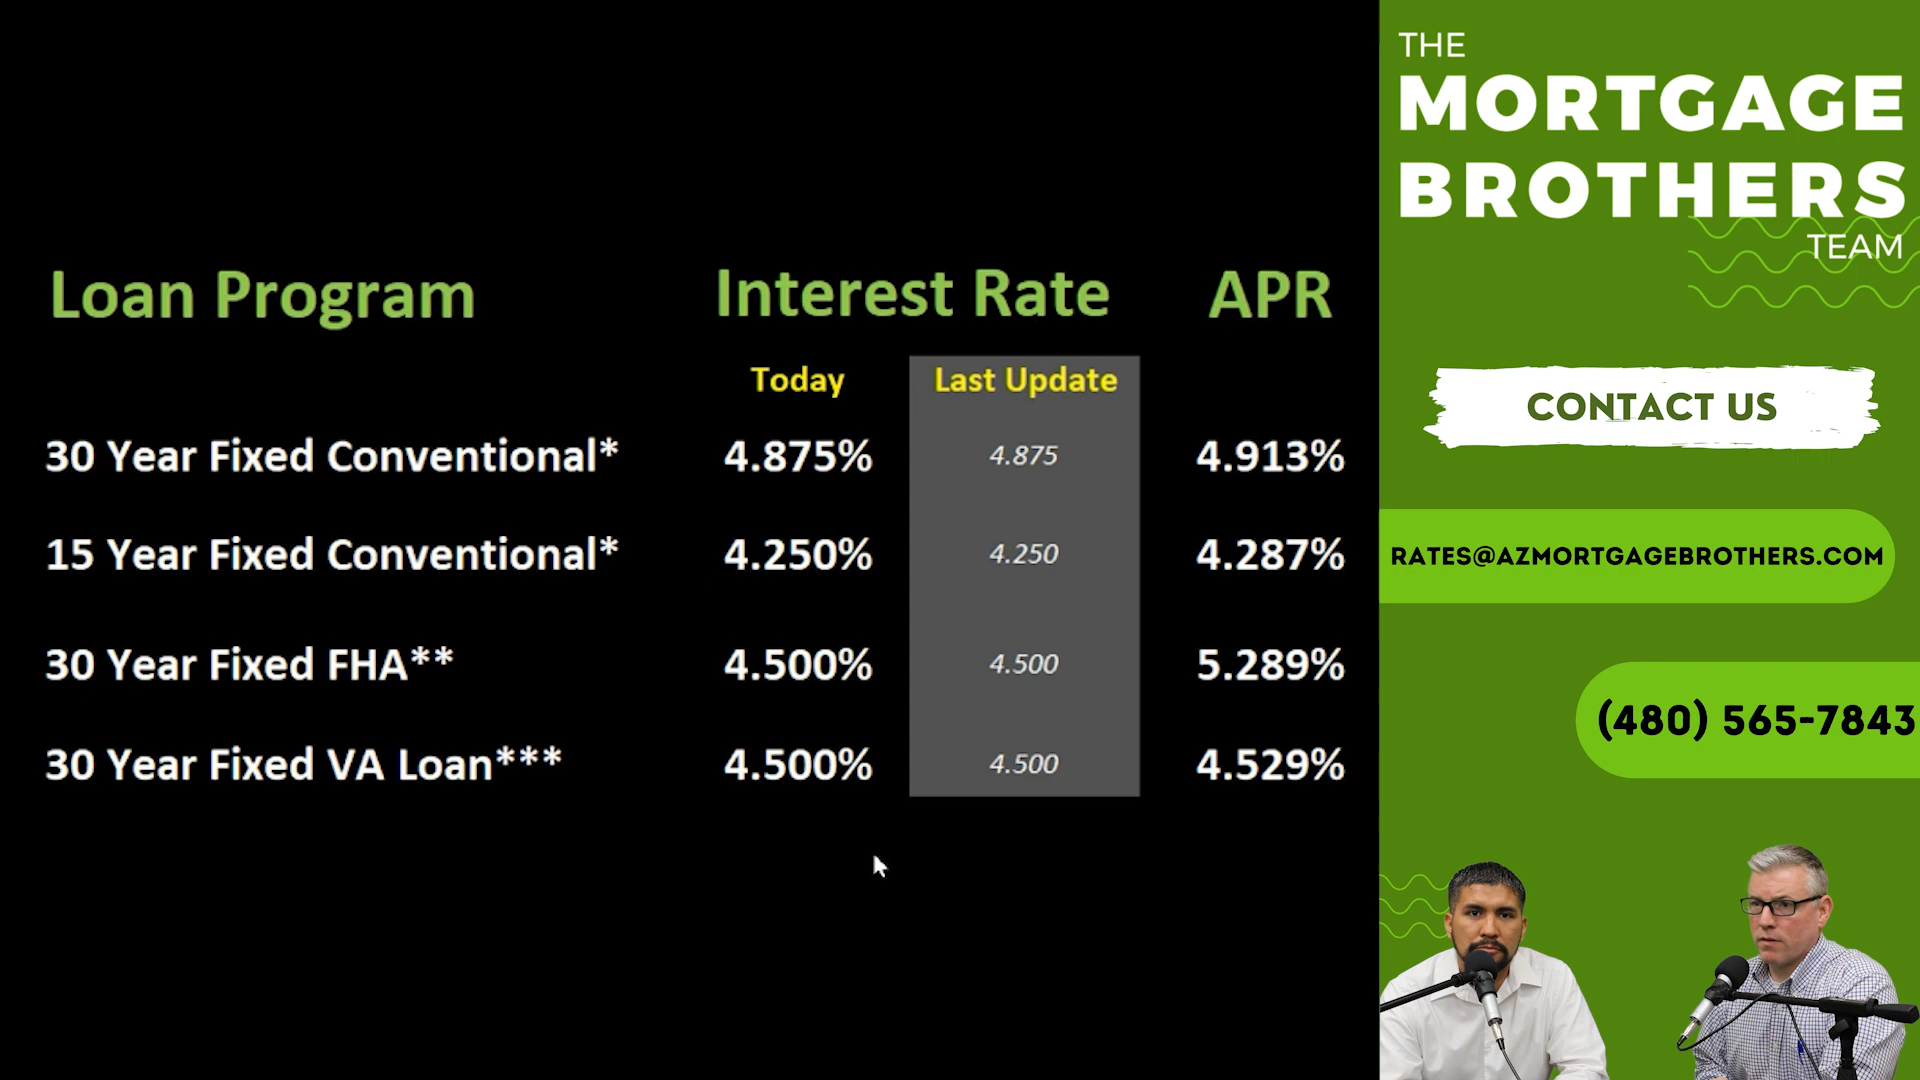 Loan Program Interest Rate APR
Today Last Update
30 Year Fixed Conventional* 4.875% 4.875 4.913%
15 Year Fixed Conventional* 4.250% 4.250 4.287%
30 Year Fixed FHA** 4.500% 4.500 5.289%
30 Year Fixed VA Loan*** 4.500% 4.500 4.529%
THE
MORTGAGE
BROTHERS
TEAM
CONTACT US
RATES@AZMORTGAGEBROTHERS.COM
(480) 565-7843